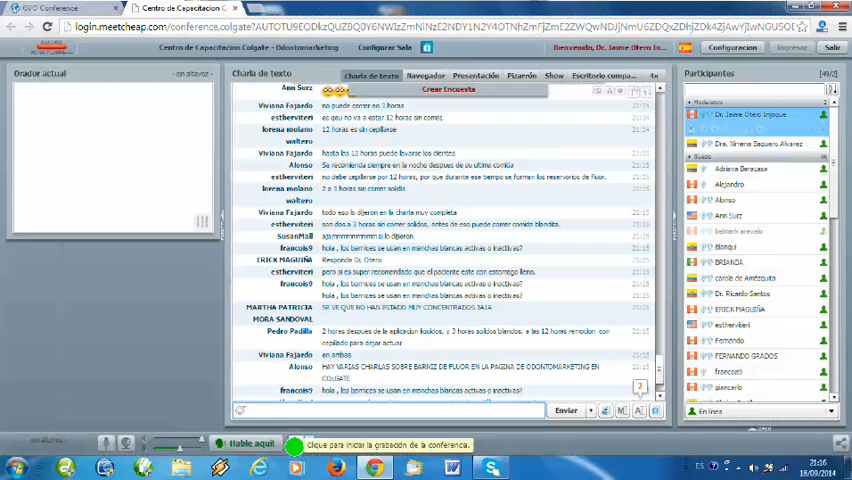 GVO Conference
Centro de Capacitacion C
login.meetcheap.com/conference,colgate?AUTOTU9EODkzQUZBQ0Y6NWIzZmNiNzE2NDY1N2Y4OWRhZmFjZmE2ZWQwNDJjNmU6ZDQxZDhjZDk4ZjAwYjIwNGU5O
Centro de Capacitacion Colgate - Odontomarketing
Configurar Sala
Bienvenido, Dr. Jaime Otero In...
Configuracion
Ingresar
Salir
Orador actual
- en altavoz -
Charla de texto
Charla de texto
Navegador
Presentación
Pizarrón
Show
Escritorio compa...
4x
Participantes
[49/2]
Crear Encuesta
Ann Surz
Viviana Fajardo no puede correr en 3 horas 21:14
estherviteri es qeu no va a estar 12 horas sin comer, 21:14
lorena molano 12 horas es sin cepillarse 21:14
waltero
Viviana Fajardo hasta las 12 horas puede lavarse los dientes 21:15
Alonso Se recomienda siempre en la noche despues de su ultima comida 21:15
estherviteri no debe cepillarse por 12 horas, por que durante ese tiempo se forman los reservorios de fluor. 21:15
lorena molano 2 a 3 horas sin comer solidis
waltero
Viviana Fajardo todo eso lo dijeron en la charla muy completa 21:15
estherviteri son dos a 3 horas sin comer solidos, antes de eso puede comer comida blandita. 21:15
SusanMall ajammmmmmmm si lo dijeron 21:15
francois9 hola , los barnices se usan en manchas blancas activas o inactivas? 21:15
ERICK MAGUIÑA Responda Dr. Otero 21:15
estherviteri pero si es super recomendado que el paciente este con estomago lleno. 21:15
francois9 hola , los barnices se usan en manchas blancas activas o inactivas? 21:15
hola , los barnices se usan en manchas blancas activas o inactivas? 21:15
MARTHA PATRICIA SE VE QUE NO HAN ESTADO MUY CONCENTRADOS JAJA 21:15
MORA SANDOVAL
Pedro Padilla 2 horas despues de la aplicacion liquidos, y 3 horas solidos blandos, a las 12 horas remocion con 21:15
cepillado para dejar actuar
Viviana Fajardo en ambas 21:15
Alonso HAY VARIAS CHARLAS SOBRE BARNIZ DE FLUOR EN LA PAGINA DE ODONTOMARKETING EN
COLGATE
francois9 hola , los barnices se usan en manchas blancas activas o inactivas?
Moderators 2
Dr. Jaime Otero Injoque
Dra. Ximena Baquero Alvarez
Guests
Adriana Beracasa
Alejandro
Alonso
Ann Surz
belmark arevalo
Bianqui
BRIANDA
carola de Amézquita
Dr. Ricardo Santos
ERICK MAGUIÑA
estherviteri
Fernando
FERNANDO GRADOS
francois9
giancarlo
2
Enviar
En linea
sin alumnos
Hable aqui!
Clique para iniciar la grabación de la conferencia.
ES
21:16
18/09/2014